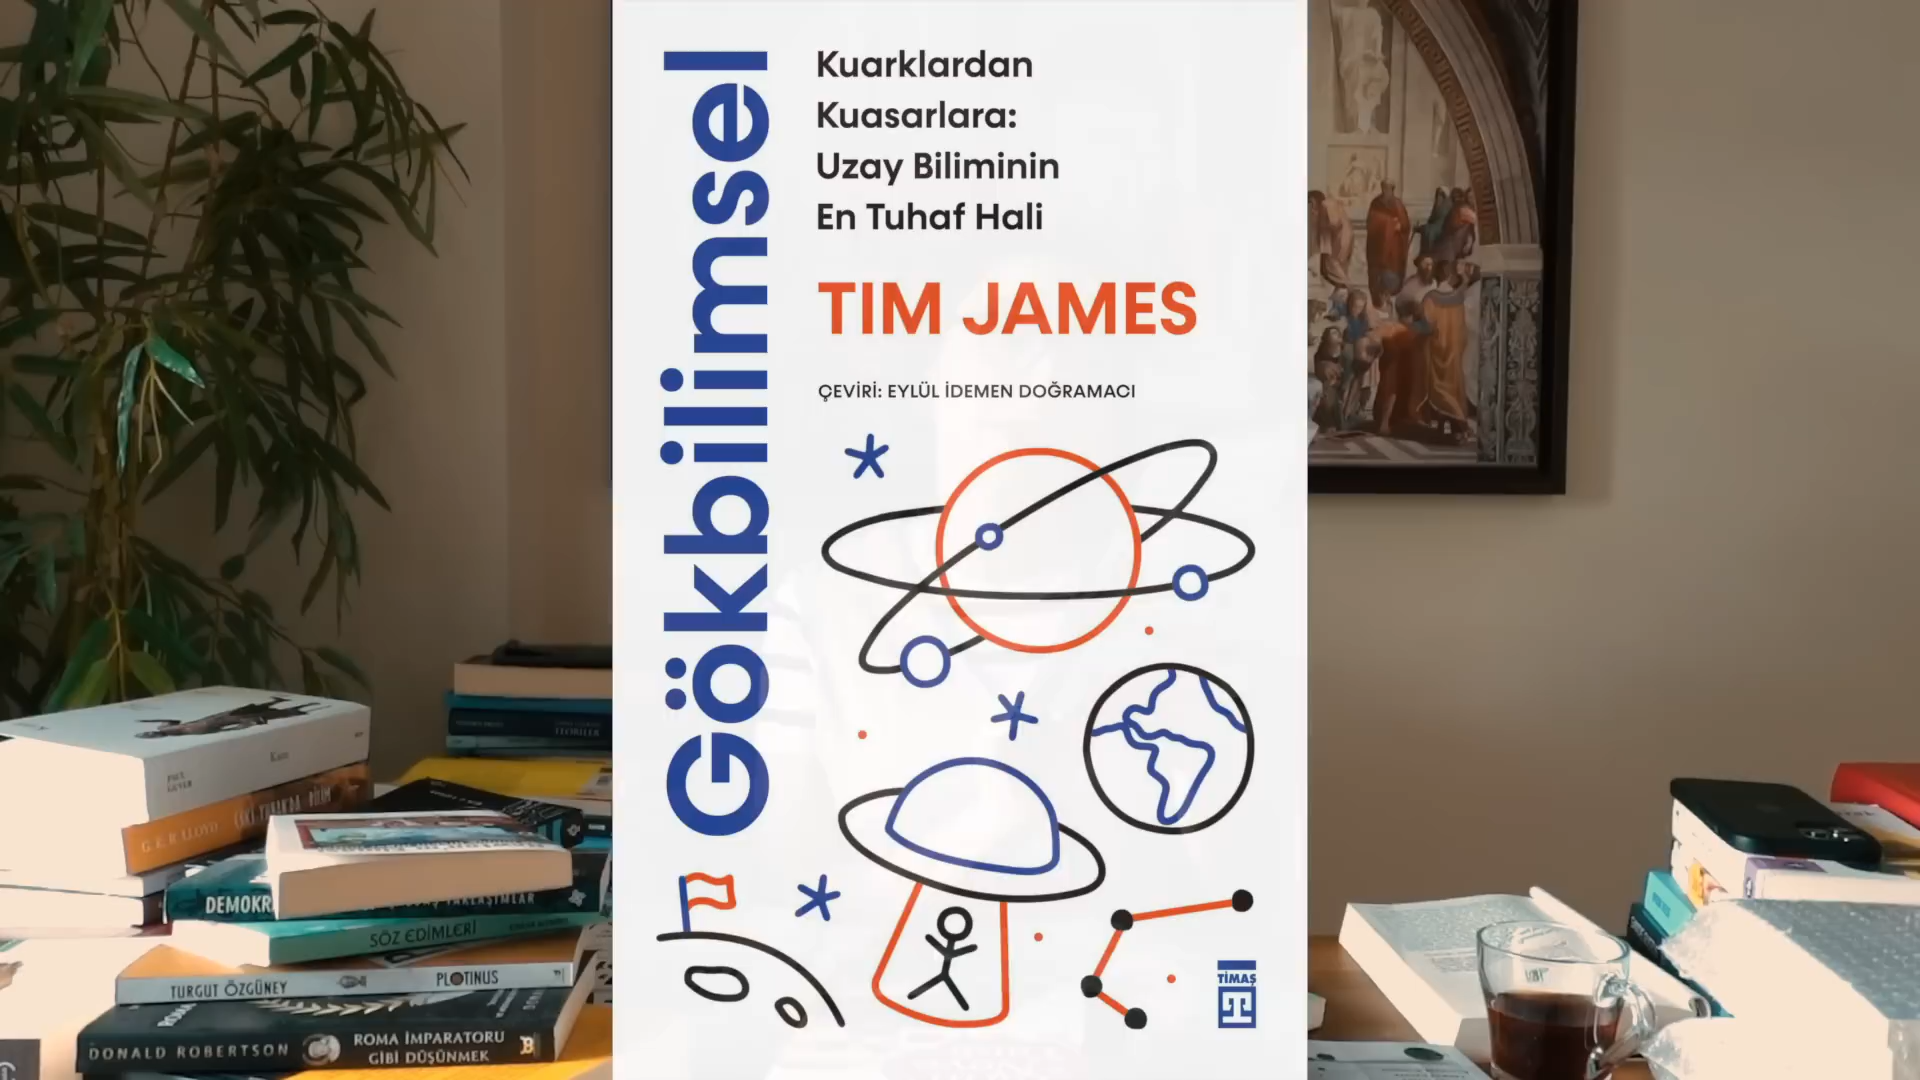 Gökbilimsel
Kuarklardan
Kuasarlara:
Uzay Biliminin
En Tuhaf Hali
TIM JAMES
ÇEVİRİ: EYLÜL İDEMEN DOĞRAMACI
TİMAŞ
G.E.R. LLOYD
DEMOKR
SÖZ EDİMLERİ
TURGUT ÖZGÜNEY
PLOTINUS
DONALD ROBERTSON
ROMA İMPARATORU
GİBİ DÜŞÜNMEK